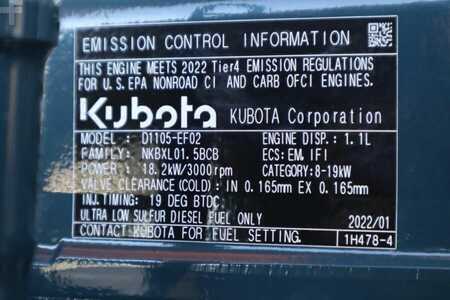 EMISSION CONTROL INFORMATION
THIS ENGINE MEETS 2022 Tier4 EMISSION REGULATIONS
FOR U.S. EPA NONROAD CI AND CARB OFCI ENGINES.
Kubota KUBOTA Corporation
MODEL : D1105-EF02 ENGINE DISP.: 1.1L
FAMILY: NKBXL01.5BCB ECS:EM, IFI
POWER : 18.2kW/3000rpm CATEGORY:8-19kW
VALVE CLEARANCE (COLD) : IN 0.165mm EX 0.165mm
INJ.TIMING: 19 DEG BTDC
ULTRA LOW SULFUR DIESEL FUEL ONLY 2022/01
CONTACT KUBOTA FOR FUEL SETTING. 1H478-4